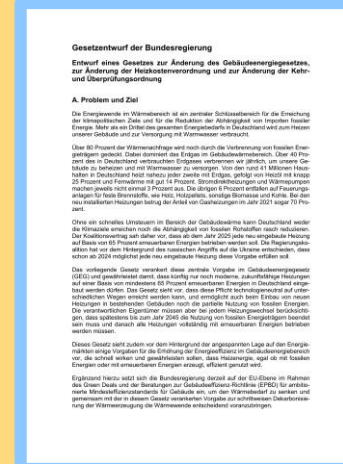 Gesetzentwurf der Bundesregierung
Entwurf eines Gesetzes zur Änderung des Gebäudeenergiegesetzes,
zur Änderung der Heizkostenverordnung und zur Änderung der Kehr-
und Überprüfungsordnung
A. Problem und Ziel
Die Energiewende im Wärmebereich ist ein zentraler Schlüsselbereich für die Erreichung
der klimapolitischen Ziele und für die Reduktion der Abhängigkeit von Importen fossiler
Energie. Mehr als ein Drittel des gesamten Energiebedarfs in Deutschland wird zum Heizen
unserer Gebäude und zur Versorgung mit Warmwasser verbraucht.
Über 80 Prozent der Wärmenachfrage wird noch durch die Verbrennung von fossilen Ener-
gieträgern gedeckt. Dabei dominiert das Erdgas im Gebäudewärmebereich. Über 40 Pro-
zent des in Deutschland verbrauchten Erdgases verbrennen wir jährlich, um unsere Ge-
bäude zu beheizen und mit Warmwasser zu versorgen. Von den rund 41 Millionen Haus-
halten in Deutschland heizt nahezu jeder zweite mit Erdgas, gefolgt von Heizöl mit knapp
25 Prozent und Fernwärme mit gut 14 Prozent. Stromdirektheizungen und Wärmepumpen
machen jeweils nicht einmal 3 Prozent aus. Die übrigen 6 Prozent entfallen auf Feuerungs-
anlagen für feste Brennstoffe, wie Holz, Holzpellets, sonstige Biomasse und Kohle. Bei den
neu installierten Heizungen betrug der Anteil von Gasheizungen im Jahr 2021 sogar 70 Pro-
zent.
Ohne ein schnelles Umsteuern im Bereich der Gebäudewärme kann Deutschland weder
die Klimaziele erreichen noch die Abhängigkeit von fossilen Rohstoffen rasch reduzieren.
Der Koalitionsvertrag sah daher vor, dass ab dem Jahr 2025 jede neu eingebaute Heizung
auf Basis von 65 Prozent erneuerbaren Energien betrieben werden soll. Die Regierungsko-
alition hat vor dem Hintergrund des russischen Angriffs auf die Ukraine entschieden, dass
schon ab 2024 möglichst jede neu eingebaute Heizung diese Vorgabe erfüllen soll.
Das vorliegende Gesetz verankert diese zentrale Vorgabe im Gebäudeenergiegesetz
(GEG) und gewährleistet damit, dass künftig nur noch moderne, zukunftsfähige Heizungen
auf einer Basis von mindestens 65 Prozent erneuerbaren Energien in Deutschland einge-
baut werden dürfen. Das Gesetz sieht vor, dass diese Pflicht technologieneutral auf unter-
schiedlichen Wegen erreicht werden kann, und ermöglicht auch beim Einbau von neuen
Heizungen in bestehenden Gebäuden noch die partielle Nutzung von fossilen Energien.
Die verantwortlichen Eigentümer müssen aber bei jedem Heizungswechsel berücksichti-
gen, dass spätestens bis zum Jahr 2045 die Nutzung von fossilen Energieträgern beendet
sein muss und danach alle Heizungen vollständig mit erneuerbaren Energien betrieben
werden müssen.
Dieses Gesetz sieht zudem vor dem Hintergrund der angespannten Lage auf den Energie-
märkten einige Vorgaben für die Erhöhung der Energieeffizienz im Gebäudeenergiebereich
vor, die schnell wirken und gewährleisten sollen, dass Heizenergie, egal ob mit fossilen
Energien oder mit erneuerbaren Energien erzeugt, effizient genutzt wird.
Ergänzend hierzu setzt sich die Bundesregierung derzeit auf der EU-Ebene im Rahmen
des Green Deals und der Beratungen zur Gebäudeeffizienz-Richtlinie (EPBD) für ambitio-
nierte Mindesteffizienzstandards für Gebäude ein, um den Wärmebedarf zu senken und
gemeinsam mit der in diesem Gesetz verankerten Vorgabe zur schrittweisen Dekarbonisie-
rung der Wärmeerzeugung die Wärmewende entscheidend voranzubringen.